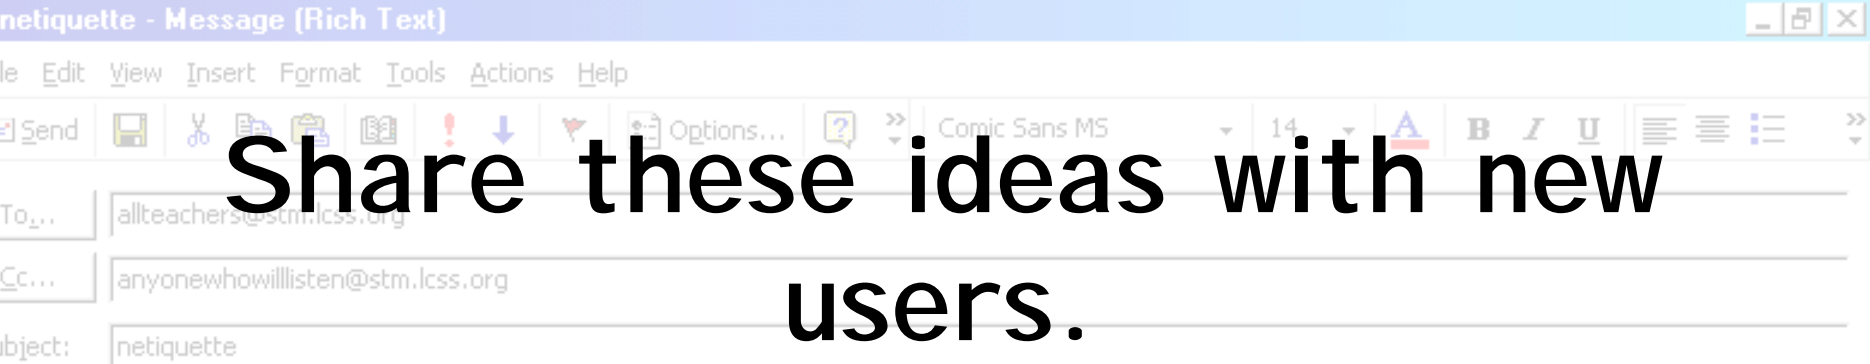 netiquette - Message (Rich Text)
le Edit View Insert Format Tools Actions Help
Send Options... Comic Sans MS 14 A B I U
Share these ideas with new
To... allteachers@stm.lcss.org
Cc... anyonewhowilllisten@stm.lcss.org
users.
bject: netiquette